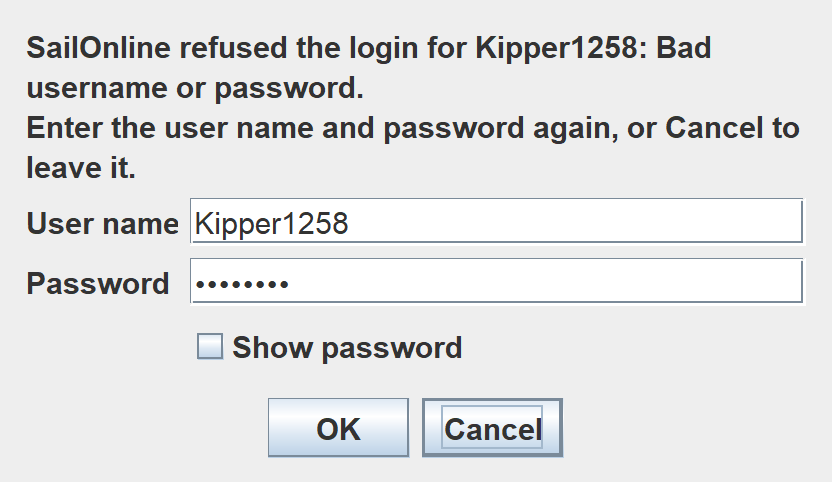 SailOnline refused the login for Kipper1258: Bad
username or password.
Enter the user name and password again, or Cancel to
leave it.
User name Kipper1258
Password ••••••••
Show password
OK Cancel